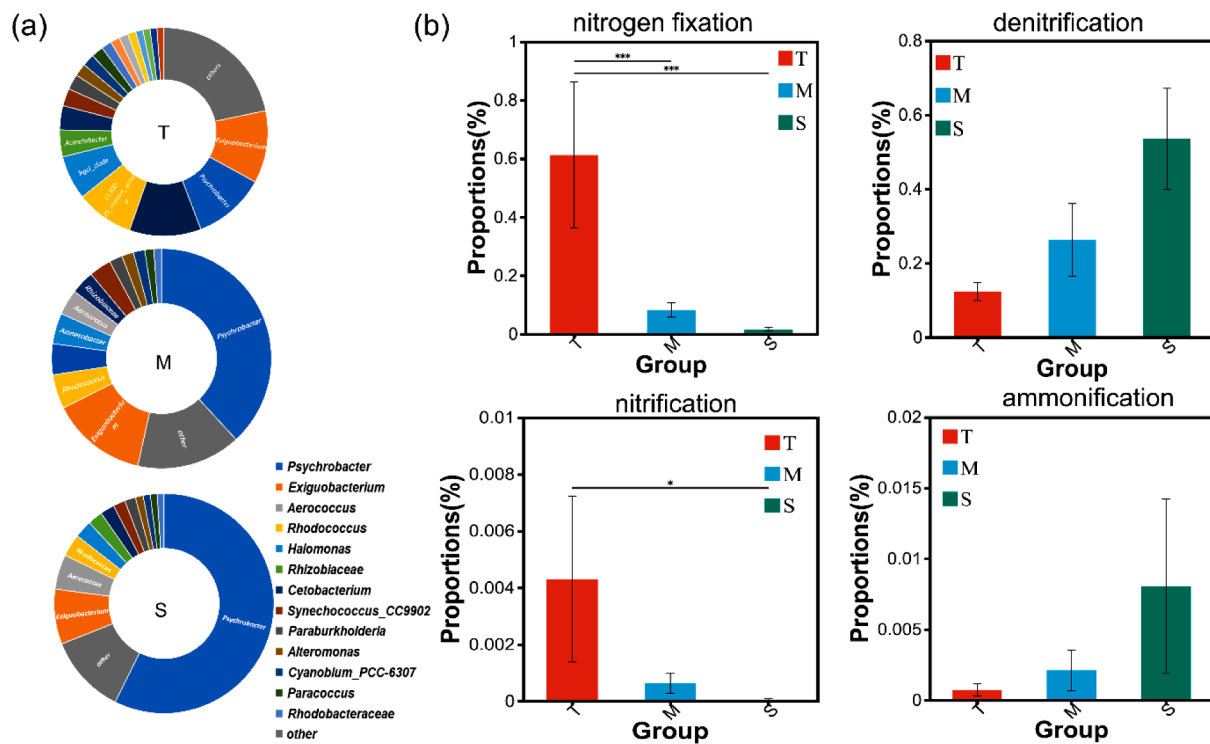 (a)
T
others
Exiguobacterium
Psychrobacter
hgcI_clade
Acinetobacter
M
Psychrobacter
other
Exiguobacteriu
m
Rhodococcus
Acinetobacter
Aerococcus
Rhizobiaceae
S
Psychrobacter
other
Exiguobacterium
Aerococcus
Rhodococcus
Psychrobacter
Exiguobacterium
Aerococcus
Rhodococcus
Halomonas
Rhizobiaceae
Cetobacterium
Synechococcus_CC9902
Paraburkholderia
Alteromonas
Cyanobium_PCC-6307
Paracoccus
Rhodobacteraceae
other
(b)
nitrogen fixation
Proportions(%)
1
0.8
0.6
0.4
0.2
0
***
***
T
M
S
T
M
S
Group
denitrification
Proportions(%)
0.8
0.6
0.4
0.2
0
T
M
S
T
M
S
Group
nitrification
Proportions(%)
0.01
0.008
0.006
0.004
0.002
0
*
T
M
S
T
M
S
Group
ammonification
Proportions(%)
0.02
0.015
0.01
0.005
0
T
M
S
T
M
S
Group